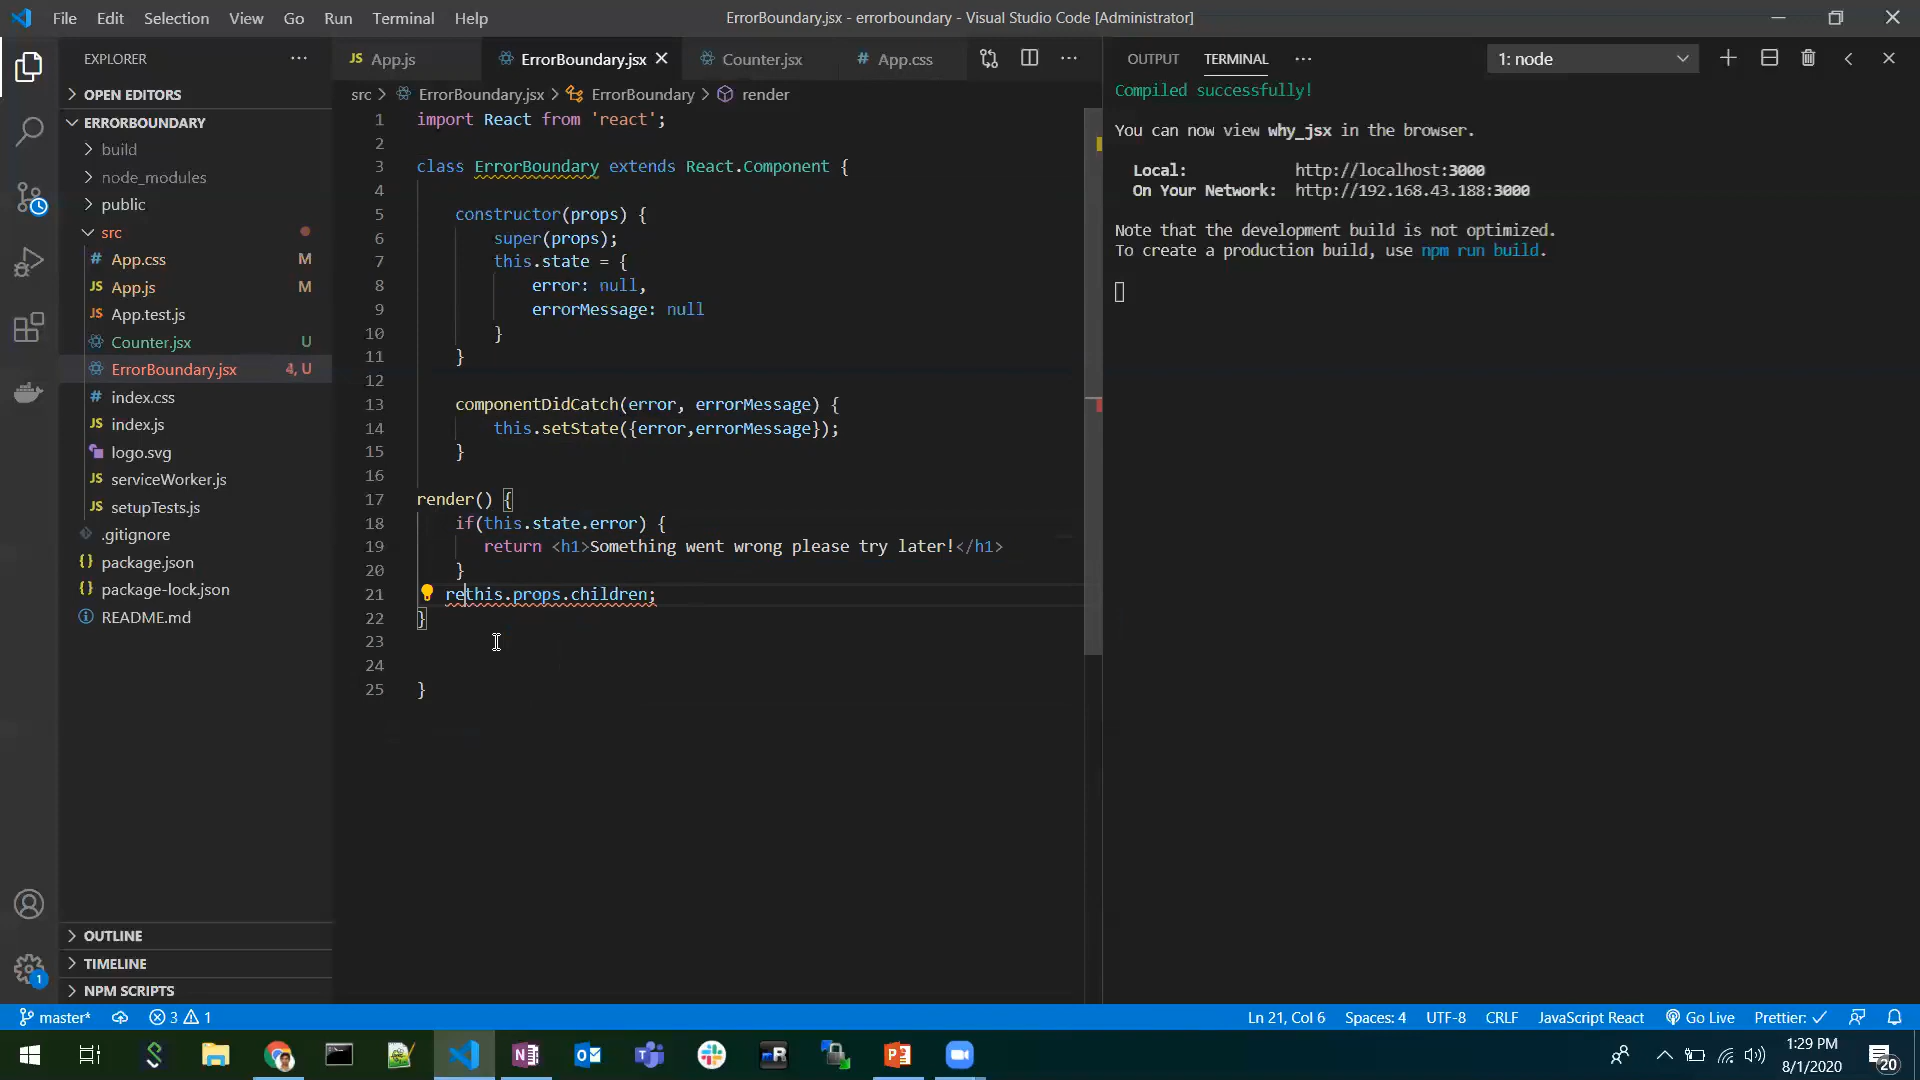 File Edit Selection View Go Run Terminal Help
ErrorBoundary.jsx - errorboundary - Visual Studio Code [Administrator]
EXPLORER
OPEN EDITORS
ERRORBOUNDARY
build
node_modules
public
src
# App.css M
JS App.js M
JS App.test.js
Counter.jsx U
ErrorBoundary.jsx 4, U
# index.css
JS index.js
logo.svg
JS serviceWorker.js
JS setupTests.js
.gitignore
{} package.json
{} package-lock.json
README.md
OUTLINE
TIMELINE
NPM SCRIPTS
JS App.js
ErrorBoundary.jsx
Counter.jsx
# App.css
src > ErrorBoundary.jsx > ErrorBoundary > render
1 import React from 'react';
2
3 class ErrorBoundary extends React.Component {
4
5 constructor(props) {
6 super(props);
7 this.state = {
8 error: null,
9 errorMessage: null
10 }
11 }
12
13 componentDidCatch(error, errorMessage) {
14 this.setState({error,errorMessage});
15 }
16
17 render() {
18 if(this.state.error) {
19 return <h1>Something went wrong please try later!</h1>
20 }
21 rethis.props.children;
22 }
23
24
25 }
OUTPUT TERMINAL
1: node
Compiled successfully!
You can now view why_jsx in the browser.
Local: http://localhost:3000
On Your Network: http://192.168.43.188:3000
Note that the development build is not optimized.
To create a production build, use npm run build.
1
master* 3 1
Ln 21, Col 6 Spaces: 4 UTF-8 CRLF JavaScript React Go Live Prettier: ✓
1:29 PM
8/1/2020
20